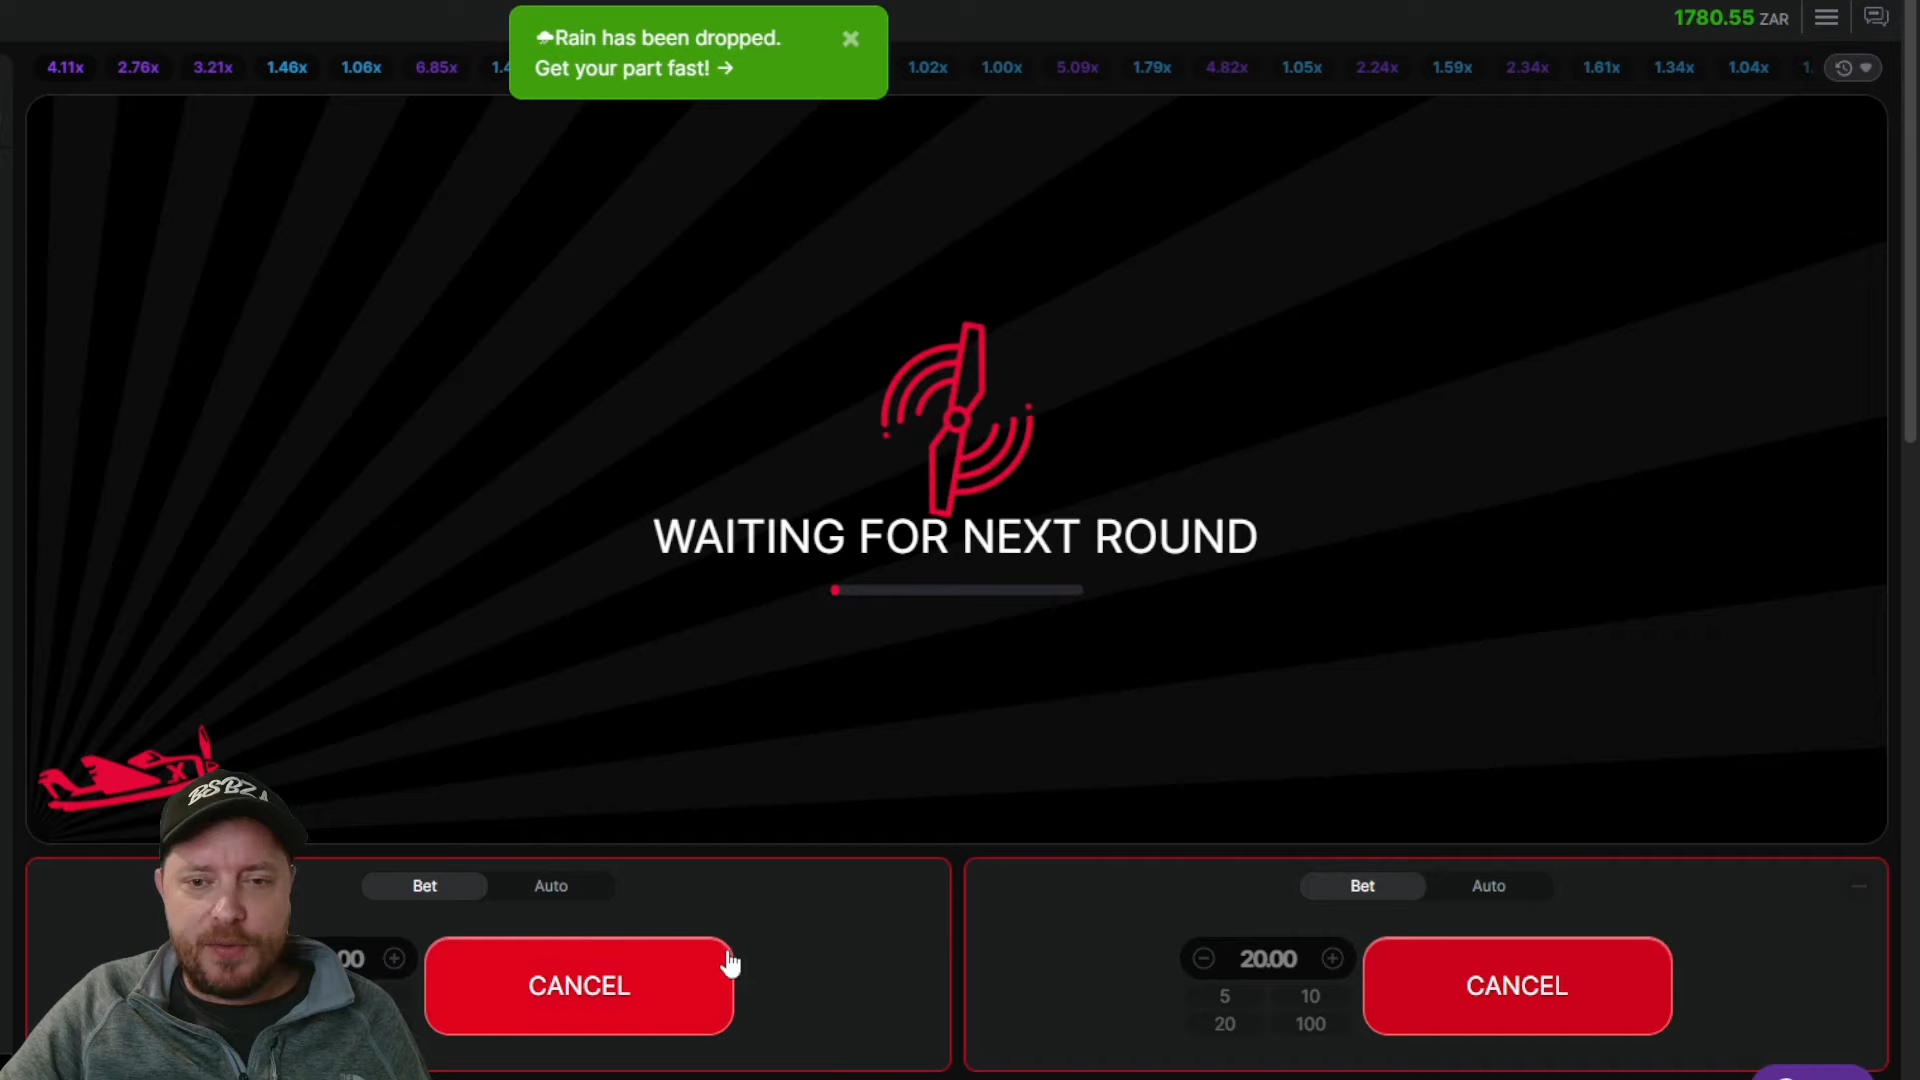 Rain has been dropped.
Get your part fast! →
1780.55 ZAR
4.11x 2.76x 3.21x 1.46x 1.06x 6.85x 1.02x 1.00x 5.09x 1.79x 4.82x 1.05x 2.24x 1.59x 2.34x 1.61x 1.34x 1.04x
WAITING FOR NEXT ROUND
X
BSBZA
Bet Auto
CANCEL
Bet Auto
20.00
5 10
20 100
CANCEL